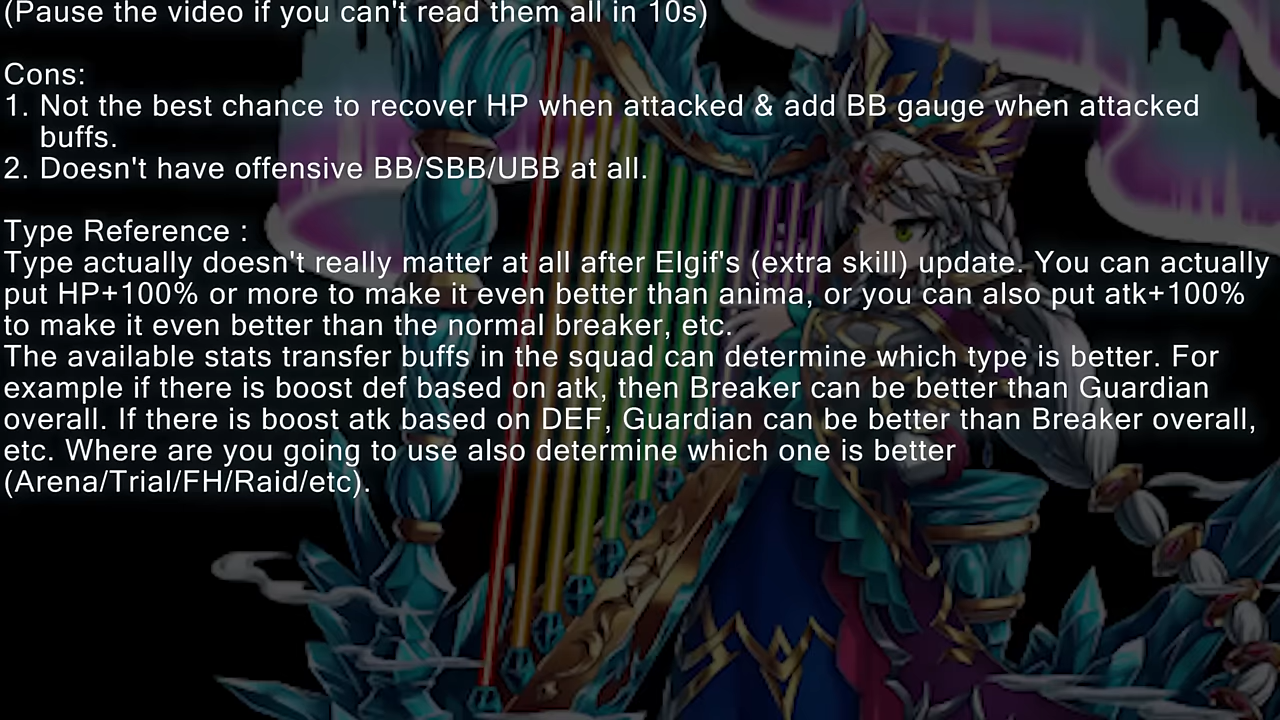 (Pause the video if you can't read them all in 10s)
Cons:
1. Not the best chance to recover HP when attacked & add BB gauge when attacked
buffs.
2. Doesn't have offensive BB/SBB/UBB at all.
Type Reference :
Type actually doesn't really matter at all after Elgif's (extra skill) update. You can actually
put HP+100% or more to make it even better than anima, or you can also put atk+100%
to make it even better than the normal breaker, etc.
The available stats transfer buffs in the squad can determine which type is better. For
example if there is boost def based on atk, then Breaker can be better than Guardian
overall. If there is boost atk based on DEF, Guardian can be better than Breaker overall,
etc. Where are you going to use also determine which one is better
(Arena/Trial/FH/Raid/etc).